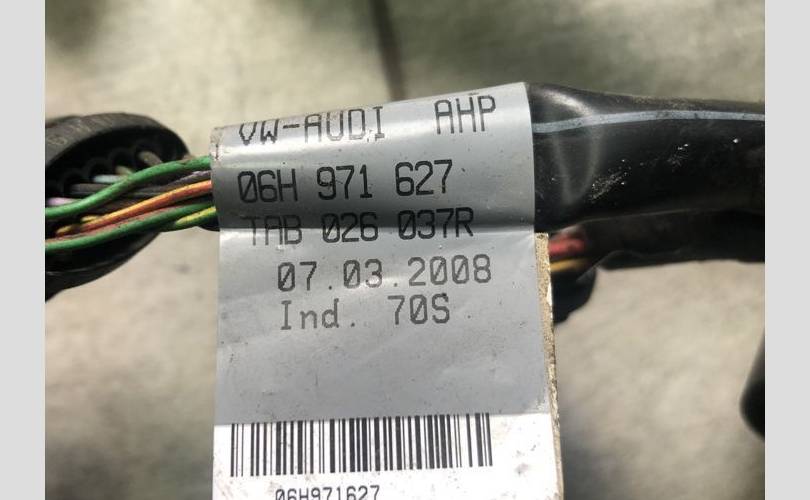 VW-AUDI AHP
06H 971 627
TAB 026 037R
07.03.2008
Ind. 70S
06H971627